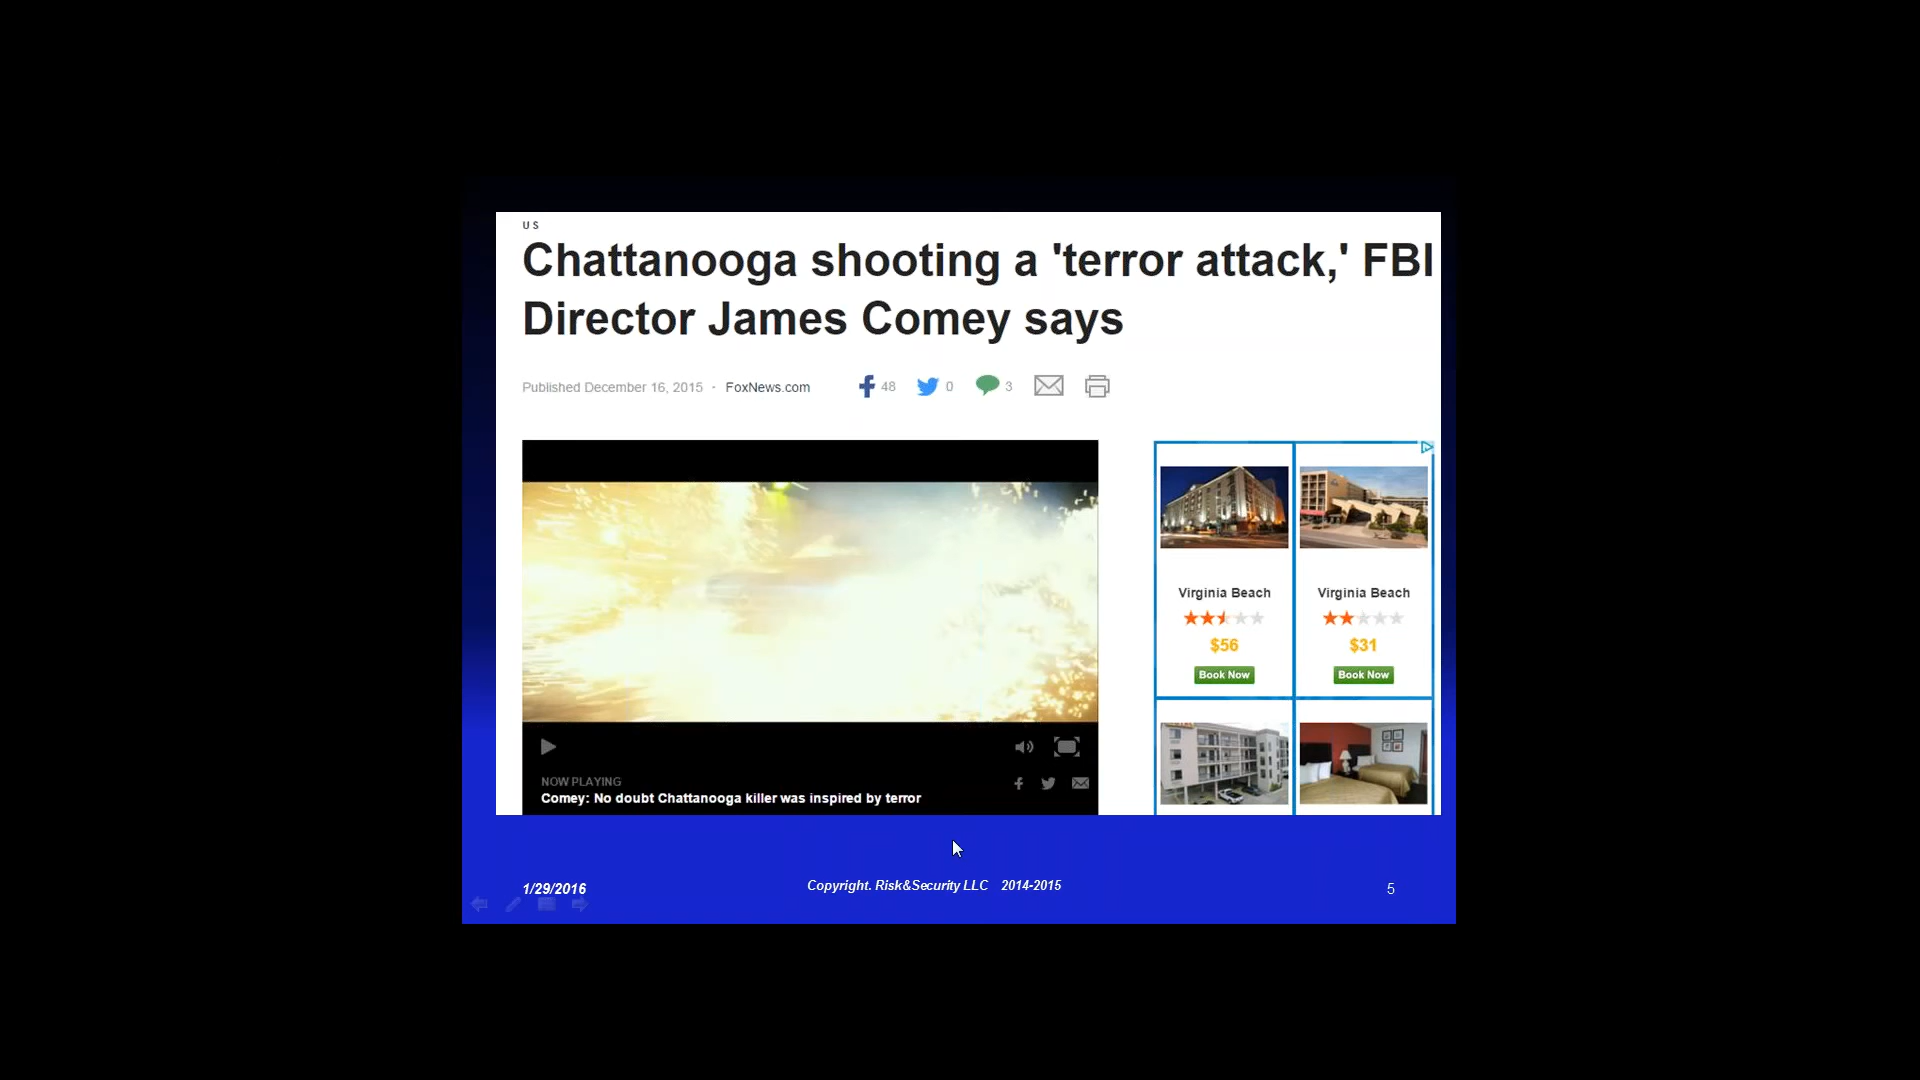 US
Chattanooga shooting a 'terror attack,' FBI
Director James Comey says
Published December 16, 2015 · FoxNews.com 48 0 3
Virginia Beach
$56
Book Now
Virginia Beach
$31
Book Now
NOW PLAYING
Comey: No doubt Chattanooga killer was inspired by terror
1/29/2016
Copyright. Risk&Security LLC 2014-2015
5